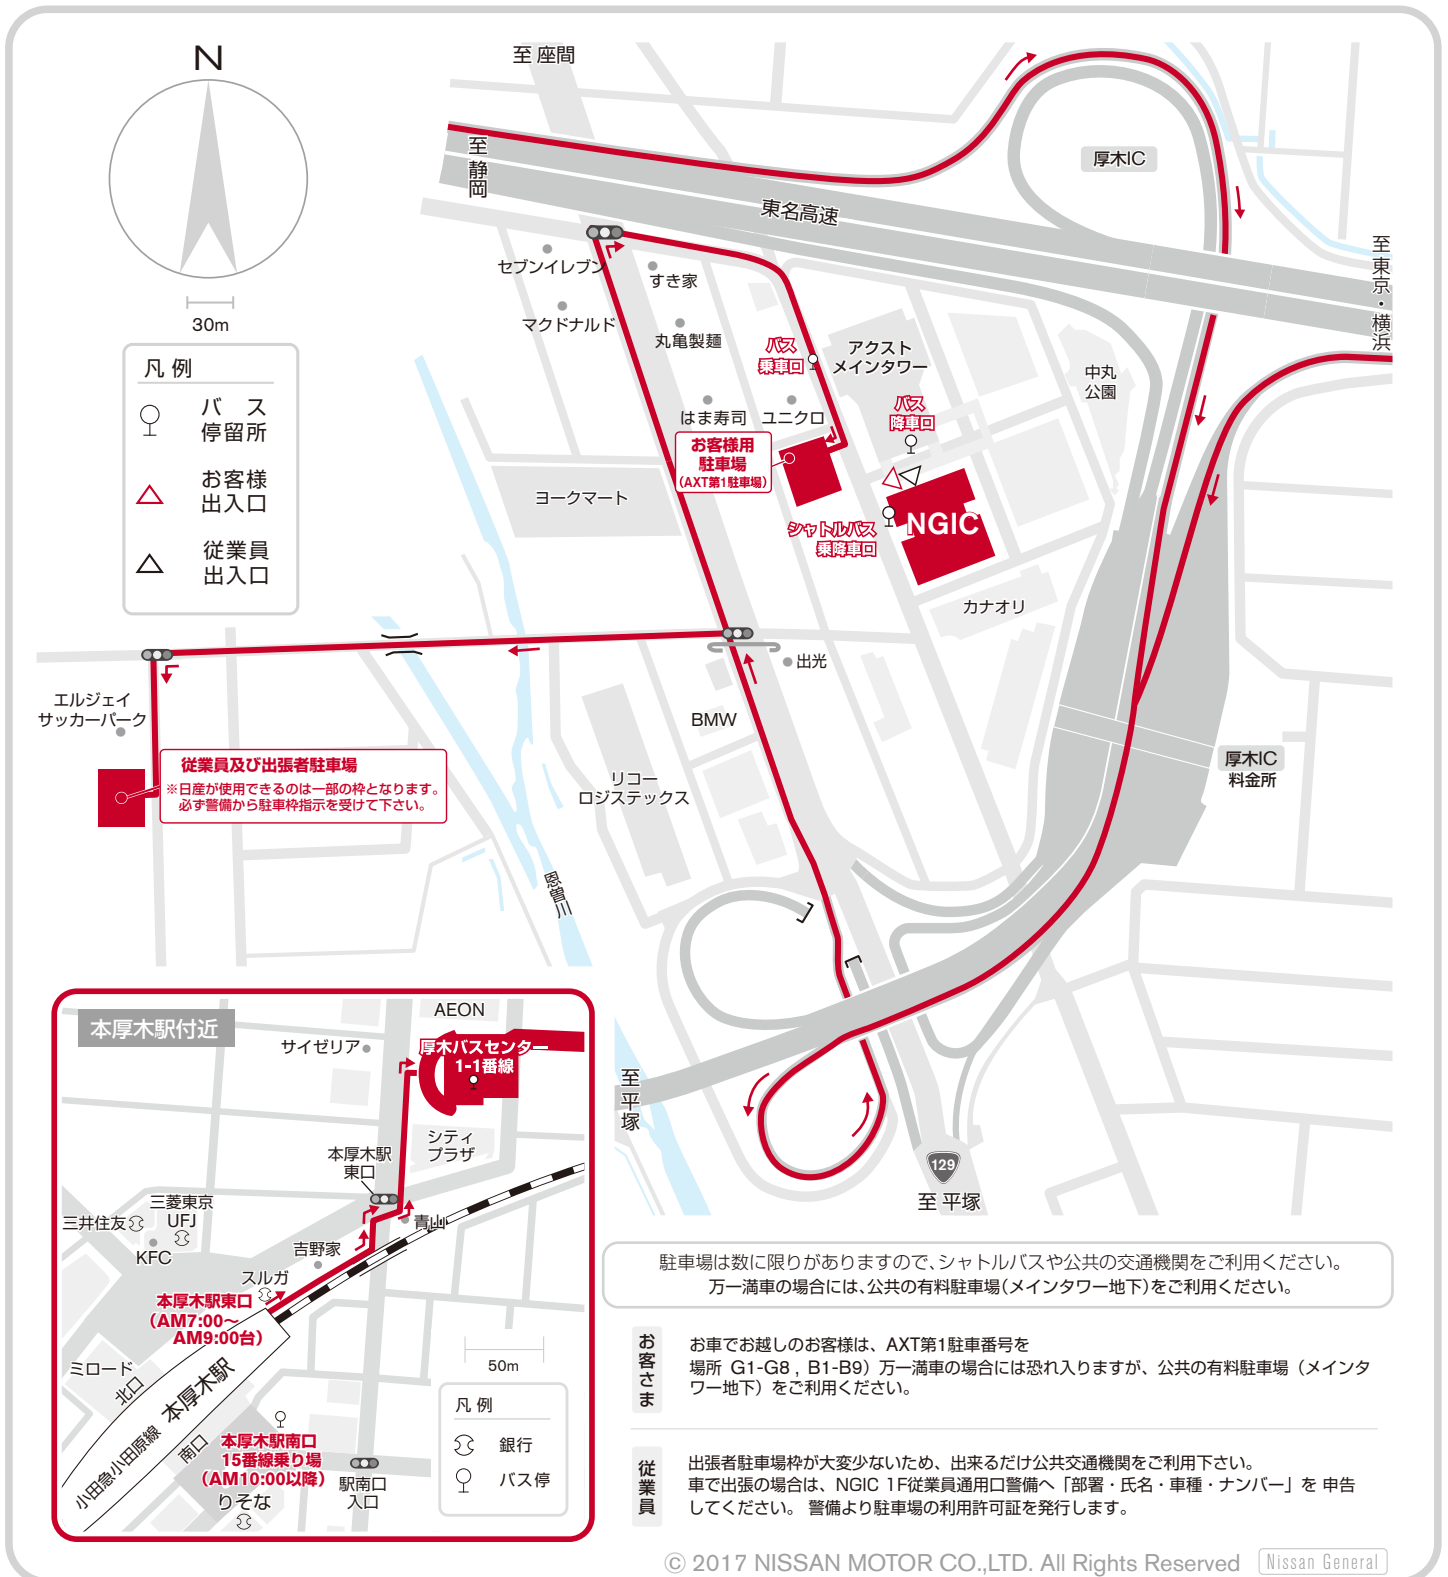 N
30m
凡 例
バ ス
停留所
お客様
出入口
従業員
出入口
至 座間
至静岡
東名高速
厚木IC
至東京・横浜
セブンイレブン
マクドナルド
すき家
丸亀製麺
はま寿司
ユニクロ
バス
乗車口
アクスト
メインタワー
バス
降車口
中丸
公園
お客様用
駐車場
(AXT第1駐車場)
ヨークマート
シャトルバス
乗降車口
NGIC
カナオリ
出光
BMW
リコー
ロジステックス
エルジェイ
サッカーパーク
従業員及び出張者駐車場
※日産が使用できるのは一部の枠となります。
必ず警備から駐車枠指示を受けて下さい。
恩曽川
厚木IC
料金所
至平塚
129
至 平塚
本厚木駅付近
AEON
サイゼリア
厚木バスセンター
1-1番線
シティ
プラザ
本厚木駅
東口
三菱東京
UFJ
三井住友
KFC
青山
吉野家
スルガ
本厚木駅東口
(AM7:00～
AM9:00台)
ミロード
北口
本厚木駅
小田急小田原線
南口
本厚木駅南口
15番線乗り場
(AM10:00以降)
りそな
駅南口
入口
50m
凡 例
銀行
バス停
駐車場は数に限りがありますので、シャトルバスや公共の交通機関をご利用ください。
万一満車の場合には、公共の有料駐車場(メインタワー地下)をご利用ください。
お客さま
お車でお越しのお客様は、AXT第1駐車番号を
場所 G1-G8 , B1-B9）万一満車の場合には恐れ入りますが、公共の有料駐車場（メインタ
ワー地下）をご利用ください。
従業員
出張者駐車場枠が大変少ないため、出来るだけ公共交通機関をご利用下さい。
車で出張の場合は、NGIC 1F従業員通用口警備へ「部署・氏名・車種・ナンバー」を 申告
してください。 警備より駐車場の利用許可証を発行します。
© 2017 NISSAN MOTOR CO.,LTD. All Rights Reserved
Nissan General